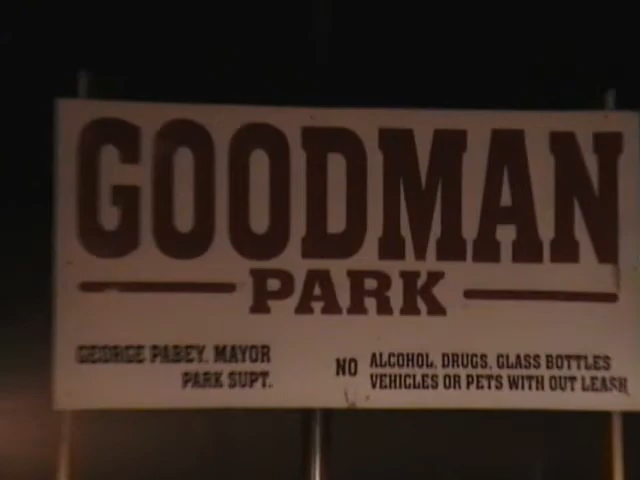 GOODMAN
PARK
GEORGE PABEY. MAYOR
PARK SUPT.
NO ALCOHOL, DRUGS, GLASS BOTTLES
VEHICLES OR PETS WITH OUT LEASH